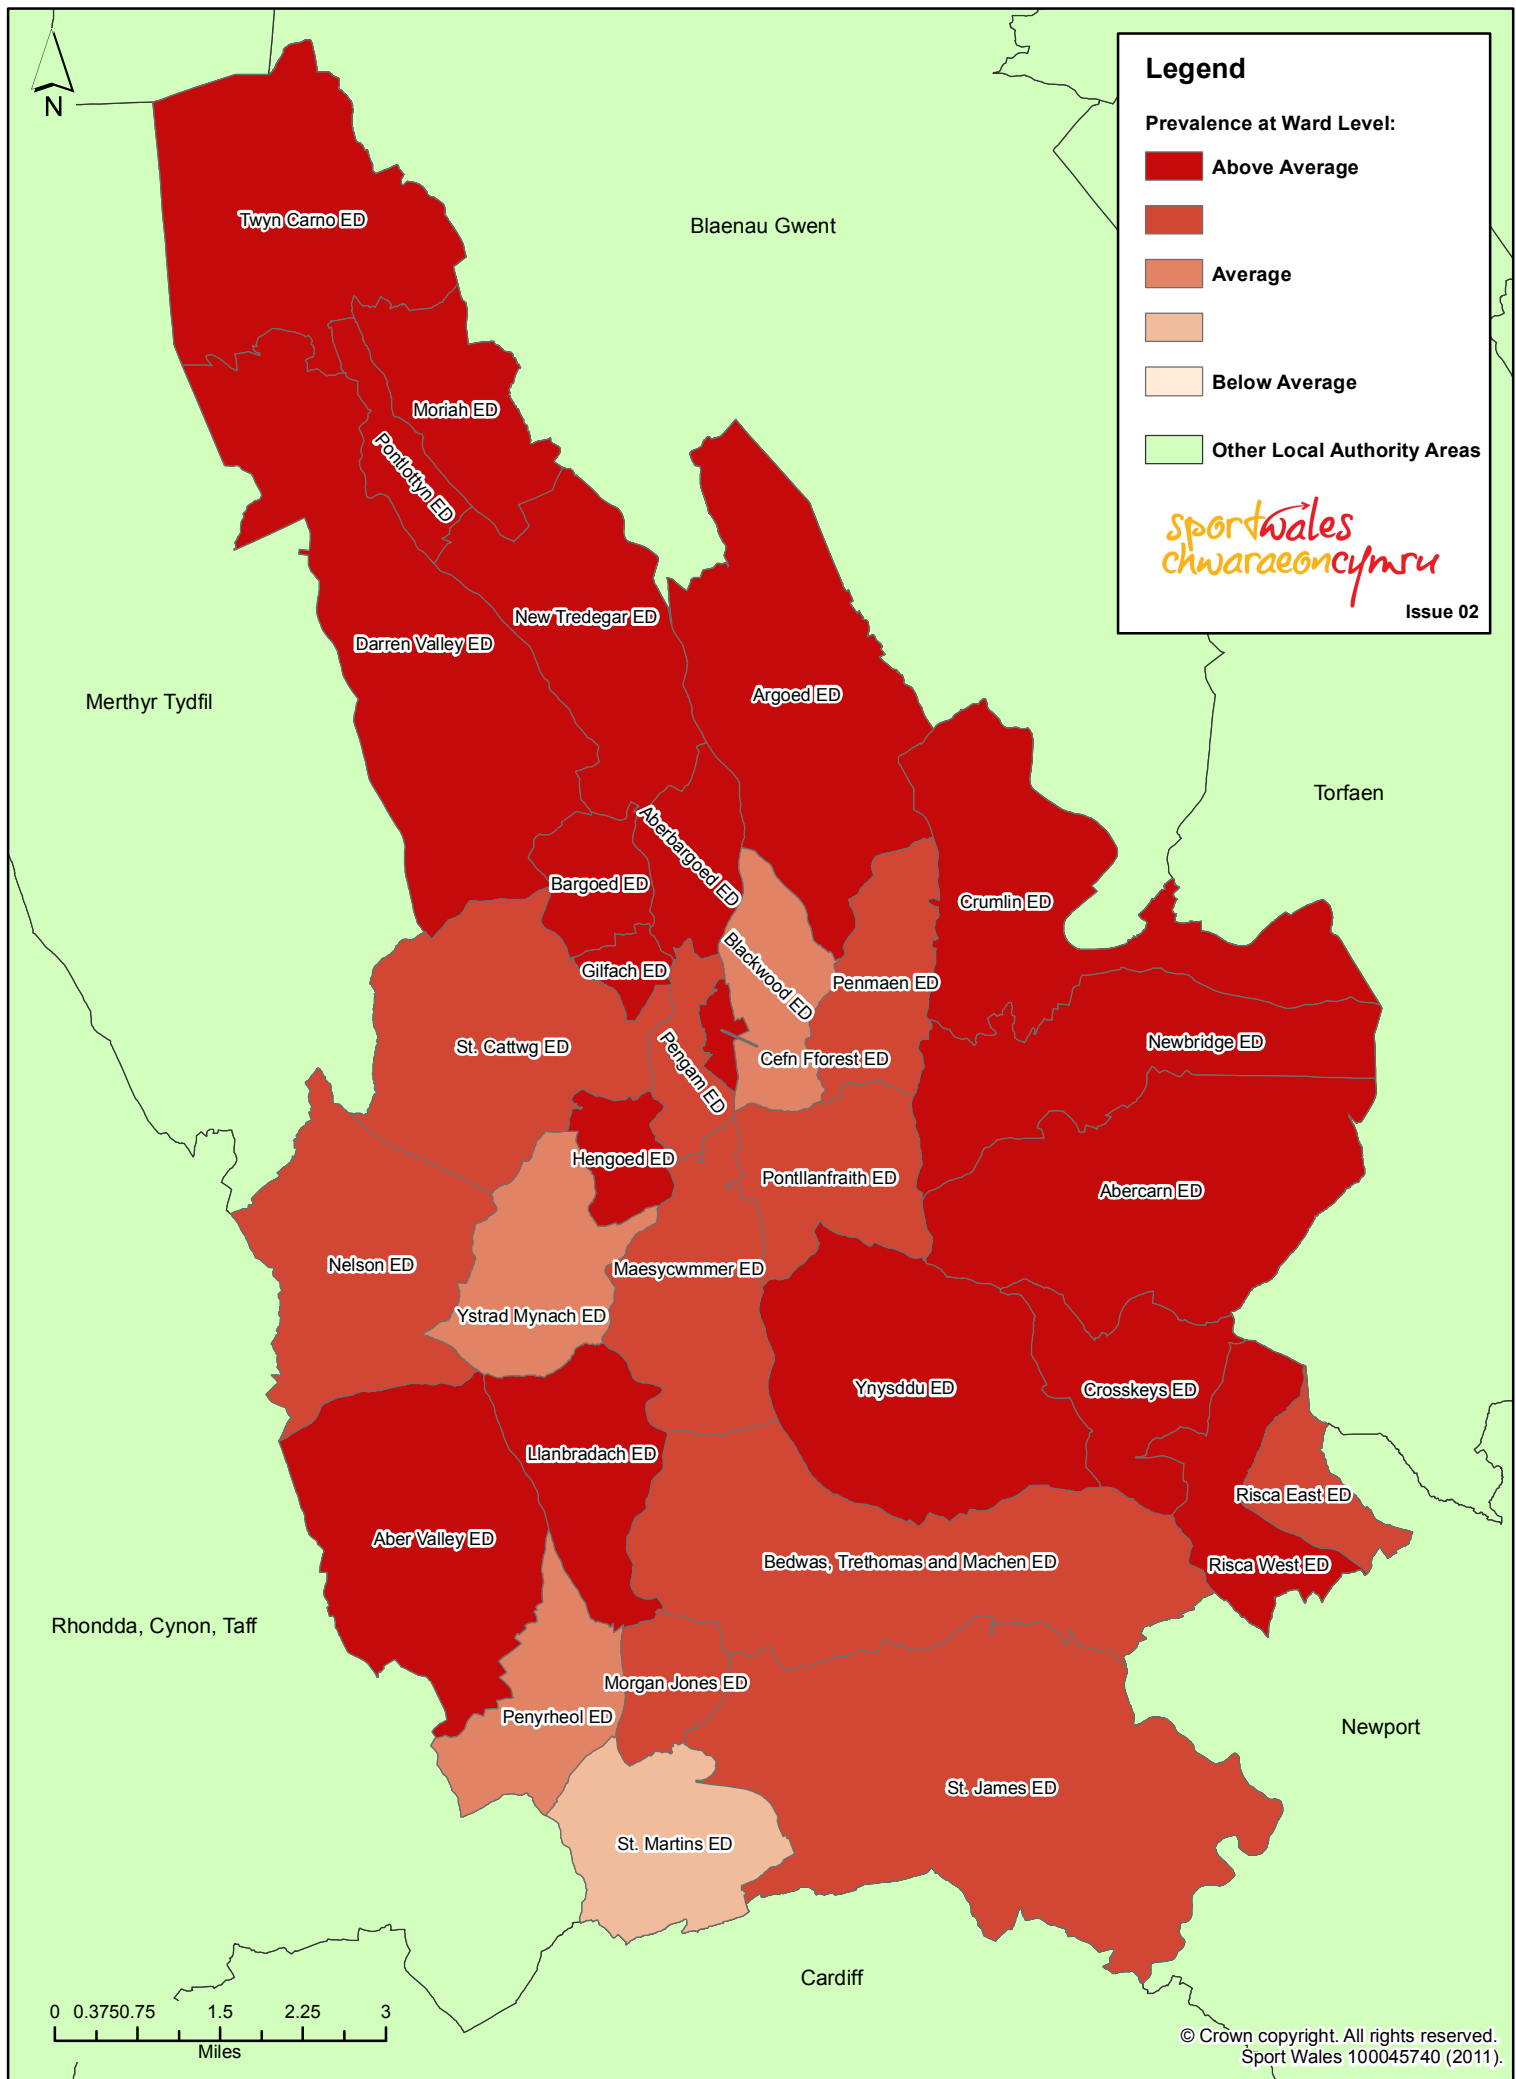 N
Legend
Prevalence at Ward Level:
Above Average
Average
Below Average
Other Local Authority Areas
sportwales
chwaraeoncymru
Issue 02
Twyn Carno ED
Blaenau Gwent
Moriah ED
Pontlottyn ED
New Tredegar ED
Darren Valley ED
Argoed ED
Merthyr Tydfil
Torfaen
Aberbargoed ED
Bargoed ED
Crumlin ED
Blackwood ED
Gilfach ED
Penmaen ED
St. Cattwg ED
Pengam ED
Cefn Fforest ED
Newbridge ED
Hengoed ED
Pontllanfraith ED
Abercarn ED
Nelson ED
Maesycwmmer ED
Ystrad Mynach ED
Ynysddu ED
Crosskeys ED
Llanbradach ED
Risca East ED
Aber Valley ED
Bedwas, Trethomas and Machen ED
Risca West ED
Rhondda, Cynon, Taff
Morgan Jones ED
Penyrheol ED
Newport
St. James ED
St. Martins ED
Cardiff
0 0.375 0.75 1.5 2.25 3
Miles
© Crown copyright. All rights reserved.
Sport Wales 100045740 (2011).